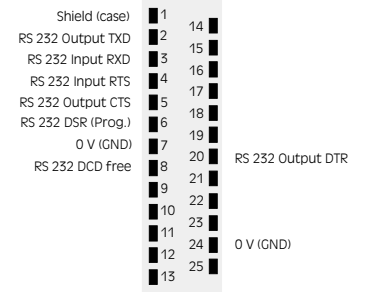 Shield (case) 1
14
RS 232 Output TXD 2
15
RS 232 Input RXD 3
16
RS 232 Input RTS 4
17
RS 232 Output CTS 5
18
RS 232 DSR (Prog.) 6
19
0 V (GND) 7
20 RS 232 Output DTR
RS 232 DCD free 8
21
9
22
10
23
11
24 0 V (GND)
12
25
13